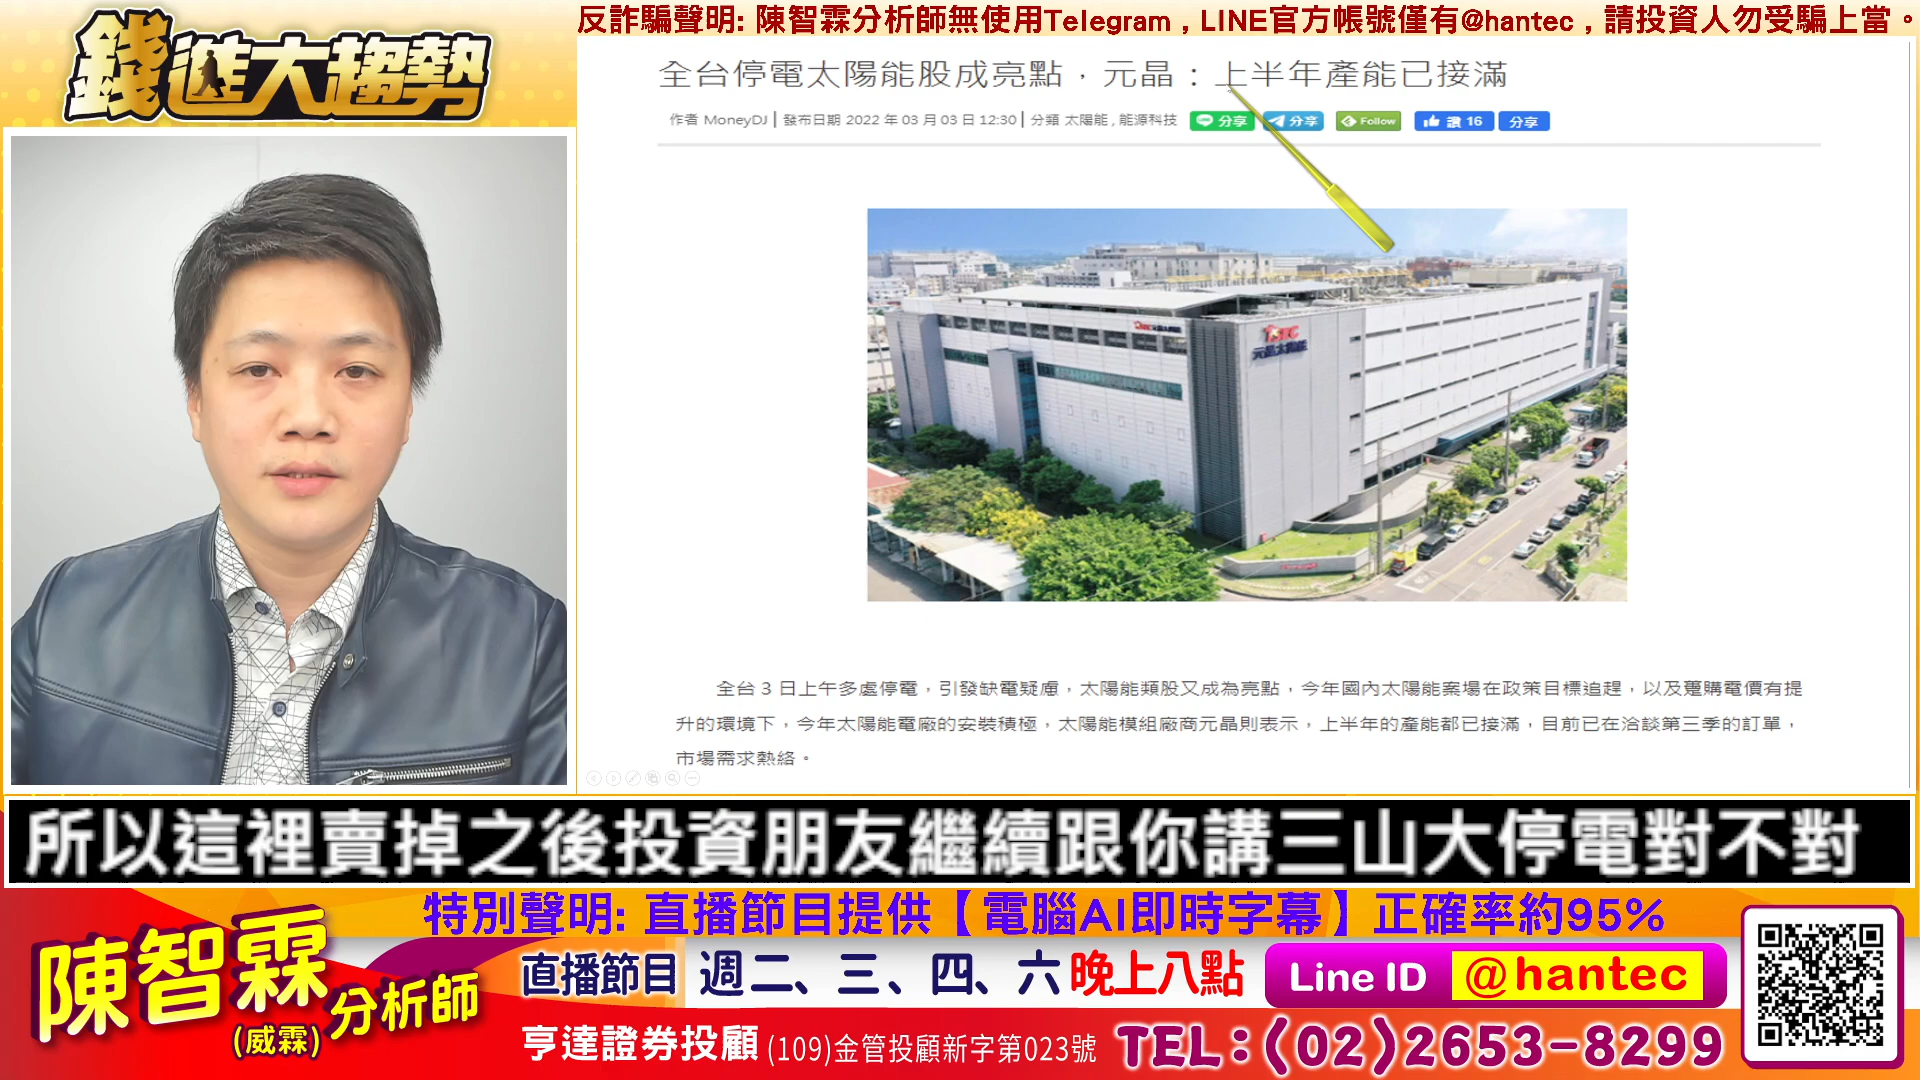 反詐騙聲明: 陳智霖分析師無使用Telegram , LINE官方帳號僅有@hantec , 請投資人勿受騙上當。
錢進大趨勢
全台停電太陽能股成亮點，元晶：上半年產能已接滿
作者 MoneyDJ | 發布日期 2022 年 03 月 03 日 12:30 | 分類 太陽能 , 能源科技 分享 分享 Follow 讚 16 分享
TSEC
元晶太陽能
全台 3 日上午多處停電，引發缺電疑慮，太陽能類股又成為亮點，今年國內太陽能案場在政策目標追趕，以及躉購電價有提
升的環境下，今年太陽能電廠的安裝積極，太陽能模組廠商元晶則表示，上半年的產能都已接滿，目前已在洽談第三季的訂單，
市場需求熱絡。
所以這裡賣掉之後投資朋友繼續跟你講三山大停電對不對
特別聲明: 直播節目提供【電腦AI即時字幕】正確率約95%
陳智霖分析師
(威霖)
直播節目 週二、三、四、六晚上八點 Line ID @hantec
亨達證券投顧 (109)金管投顧新字第023號 TEL:(02)2653-8299